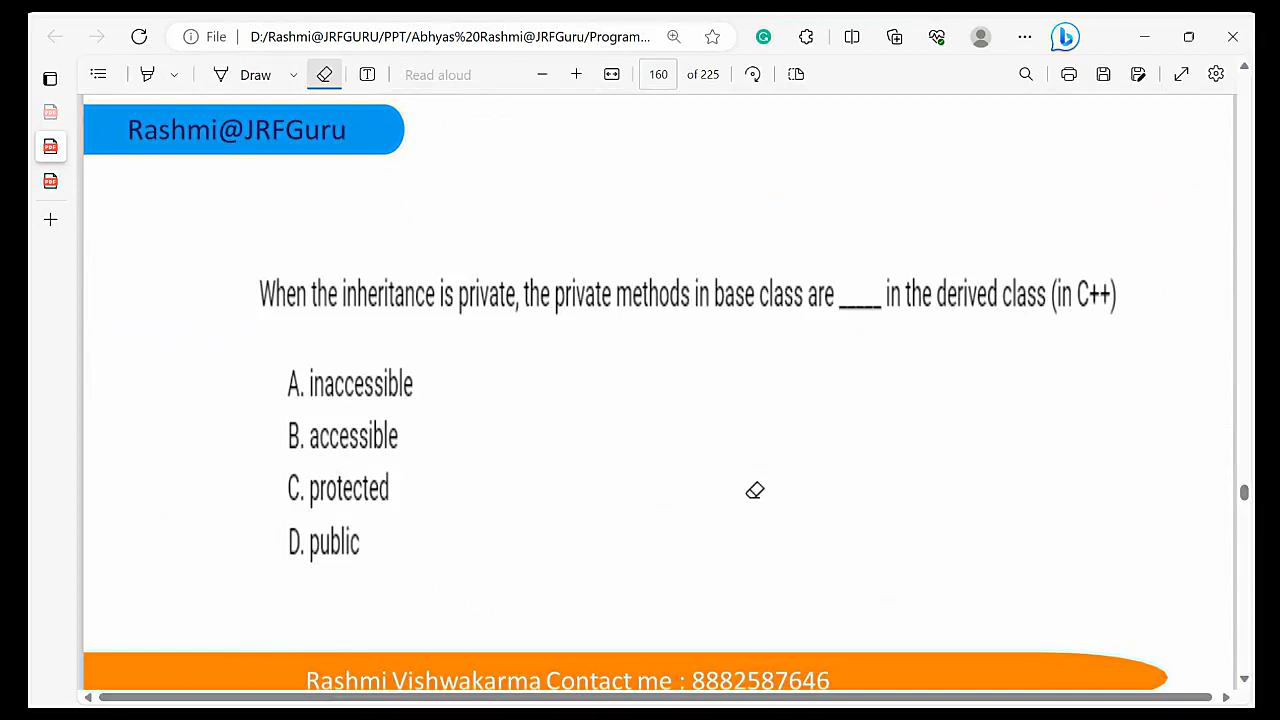 File D:/Rashmi@JRFGURU/PPT/Abhyas%20Rashmi@JRFGuru/Program...
Draw Read aloud 160 of 225
Rashmi@JRFGuru
When the inheritance is private, the private methods in base class are _____ in the derived class (in C++)
A. inaccessible
B. accessible
C. protected
D. public
Rashmi Vishwakarma Contact me : 8882587646